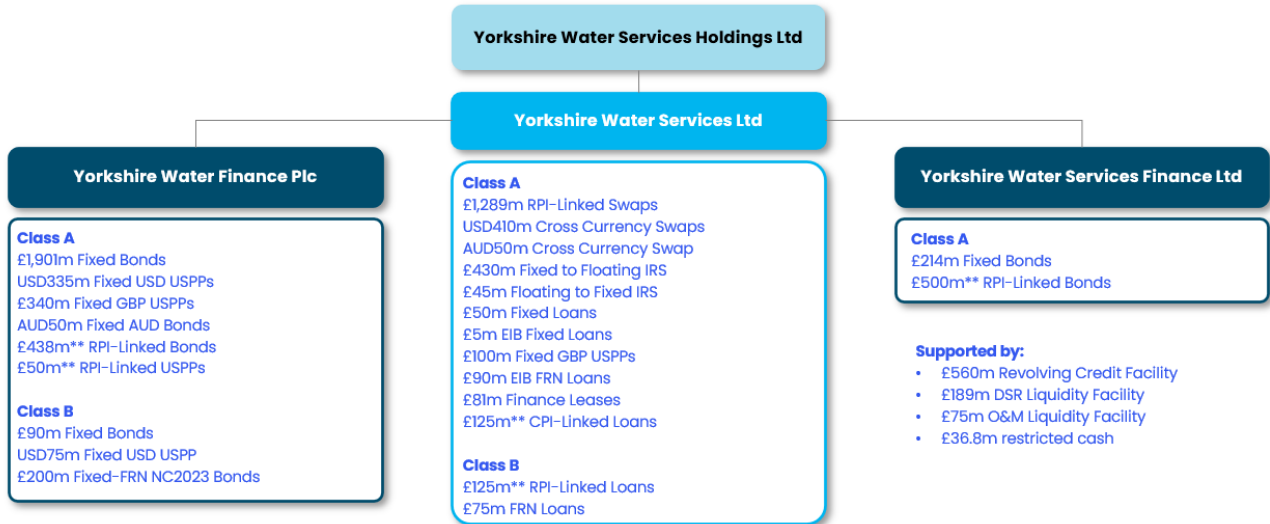 Yorkshire Water Services Holdings Ltd
Yorkshire Water Services Ltd
Yorkshire Water Finance Plc
Class A
£1,901m Fixed Bonds
USD335m Fixed USD USPPs
£340m Fixed GBP USPPs
AUD50m Fixed AUD Bonds
£438m** RPI-Linked Bonds
£50m** RPI-Linked USPPs
Class B
£90m Fixed Bonds
USD75m Fixed USD USPP
£200m Fixed-FRN NC2023 Bonds
Class A
£1,289m RPI-Linked Swaps
USD410m Cross Currency Swaps
AUD50m Cross Currency Swap
£430m Fixed to Floating IRS
£45m Floating to Fixed IRS
£50m Fixed Loans
£5m EIB Fixed Loans
£100m Fixed GBP USPPs
£90m EIB FRN Loans
£81m Finance Leases
£125m** CPI-Linked Loans
Class B
£125m** RPI-Linked Loans
£75m FRN Loans
Yorkshire Water Services Finance Ltd
Class A
£214m Fixed Bonds
£500m** RPI-Linked Bonds
Supported by:
• £560m Revolving Credit Facility
• £189m DSR Liquidity Facility
• £75m O&M Liquidity Facility
• £36.8m restricted cash